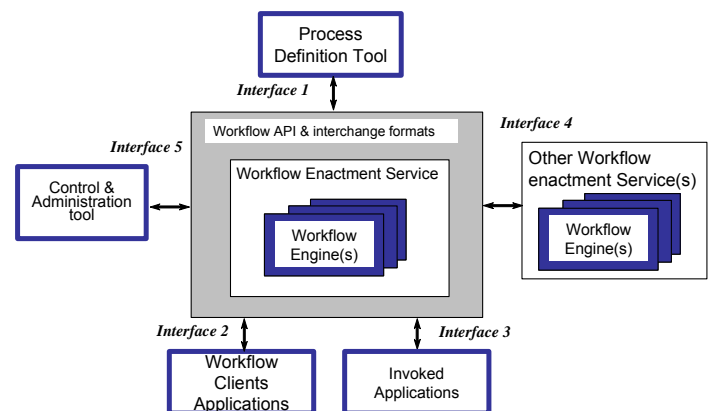 Process
Definition Tool
Interface 1
Interface 4
Workflow API & interchange formats
Interface 5
Other Workflow
enactment Service(s)
Workflow Enactment Service
Control &
Administration
tool
Workflow
Engine(s)
Workflow
Engine(s)
Interface 2
Interface 3
Workflow
Clients
Applications
Invoked
Applications